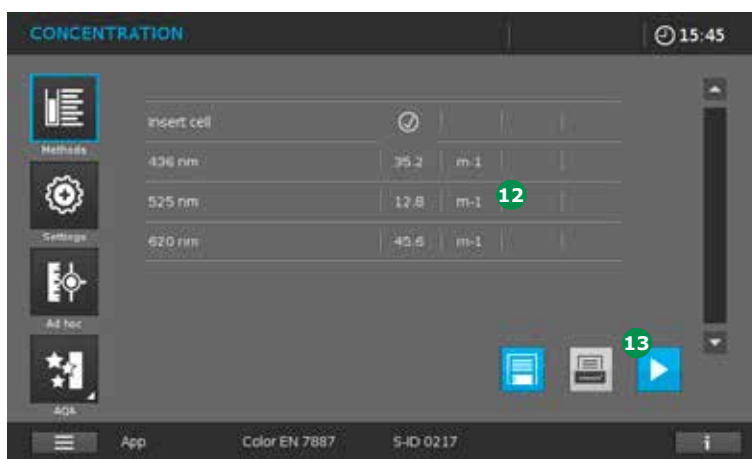 CONCENTRATION 15:45
Methods
Insert cell
436 nm 35.2 m-1
525 nm 12.8 m-1 12
620 nm 45.6 m-1
Settings
Ad hoc
13
AQA
App Color EN 7887 S-ID 0217 i